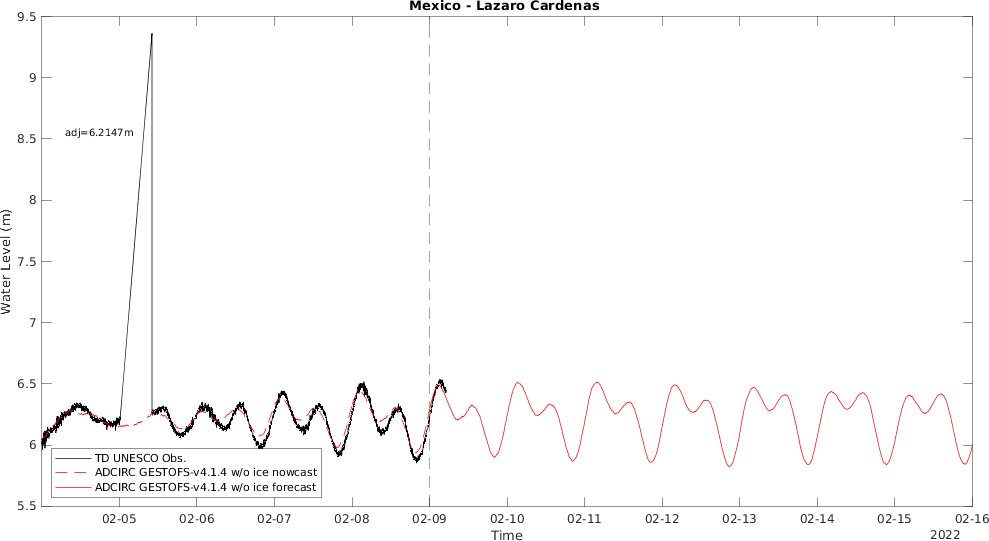 Mexico - Lazaro Cardenas
9.5
9
8.5
8
7.5
7
6.5
6
5.5
Water Level (m)
adj=6.2147m
TD UNESCO Obs.
ADCIRC GESTOFS-v4.1.4 w/o ice nowcast
ADCIRC GESTOFS-v4.1.4 w/o ice forecast
02-05 02-06 02-07 02-08 02-09 02-10 02-11 02-12 02-13 02-14 02-15 02-16
Time
2022